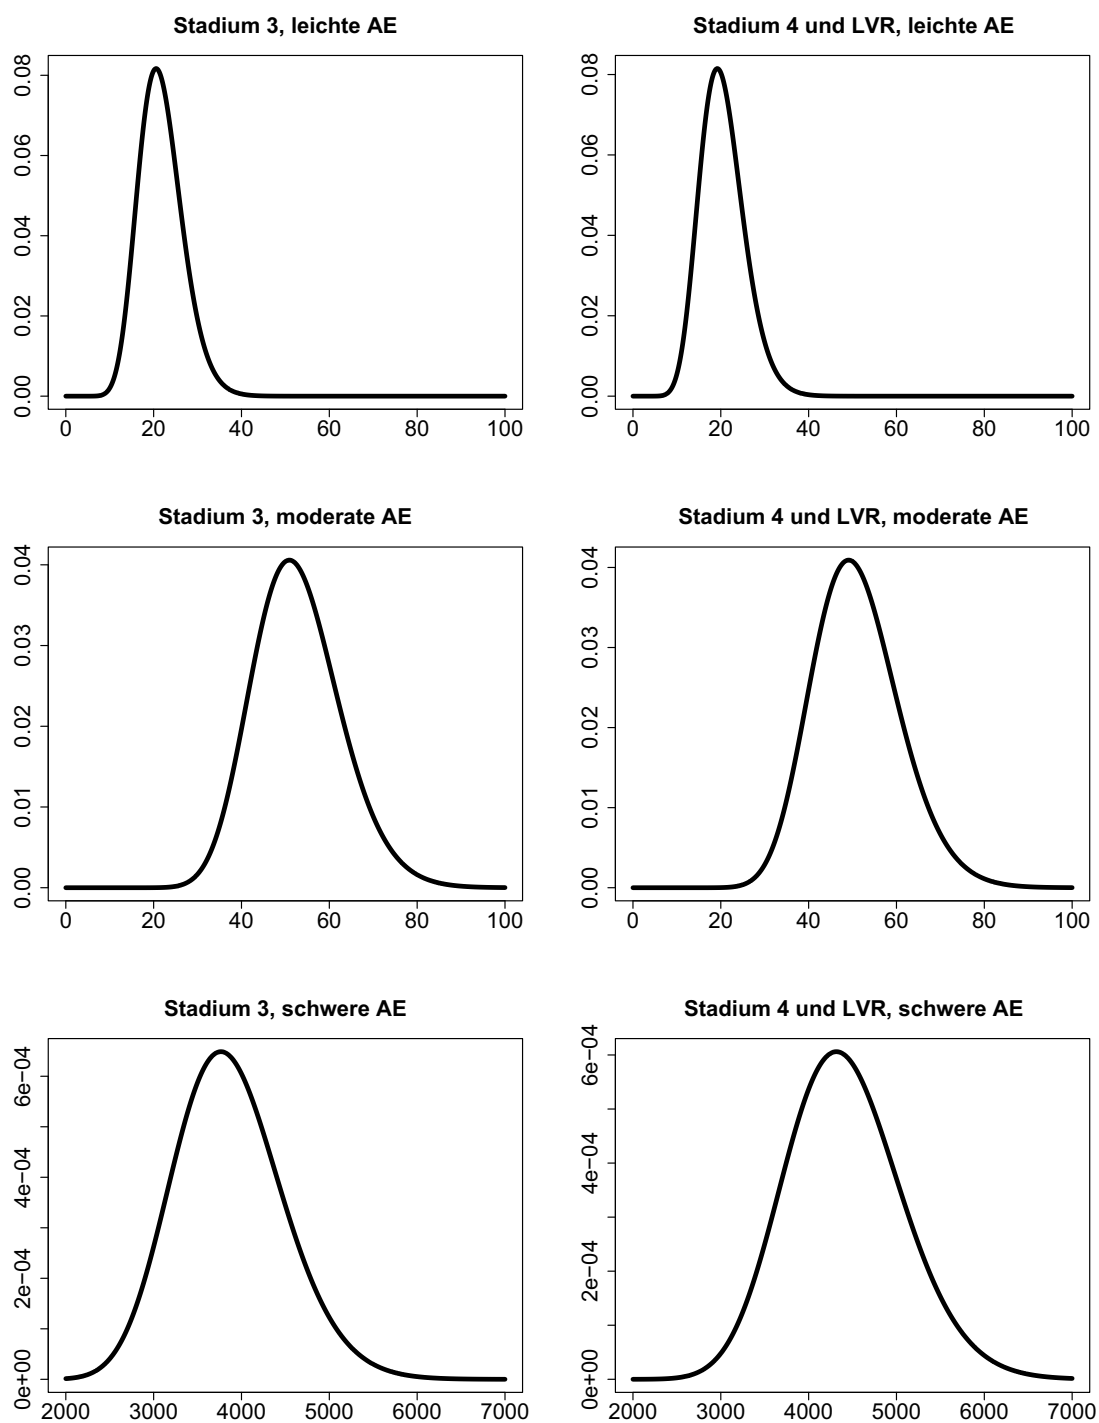 Stadium 3, leichte AE
0.00 0.02 0.04 0.06 0.08
0 20 40 60 80 100
Stadium 4 und LVR, leichte AE
0.00 0.02 0.04 0.06 0.08
0 20 40 60 80 100
Stadium 3, moderate AE
0.00 0.01 0.02 0.03 0.04
0 20 40 60 80 100
Stadium 4 und LVR, moderate AE
0.00 0.01 0.02 0.03 0.04
0 20 40 60 80 100
Stadium 3, schwere AE
0e+00 2e−04 4e−04 6e−04
2000 3000 4000 5000 6000 7000
Stadium 4 und LVR, schwere AE
0e+00 2e−04 4e−04 6e−04
2000 3000 4000 5000 6000 7000